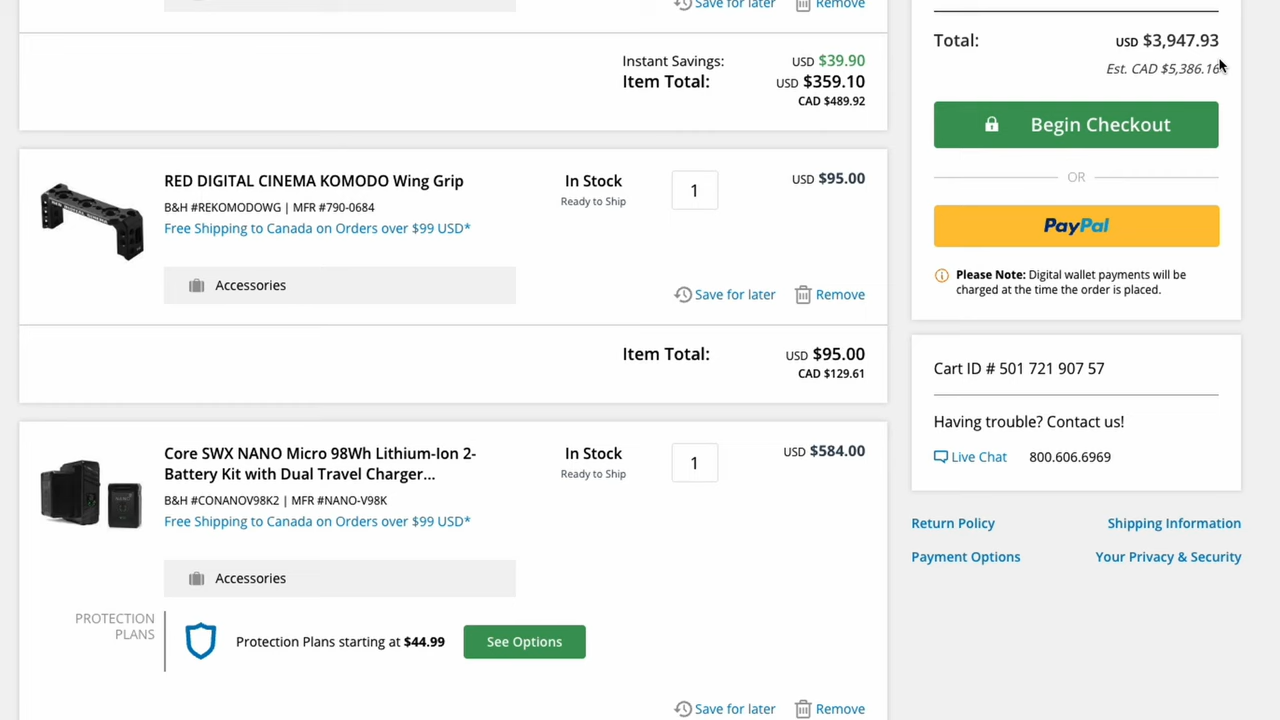 Save for later Remove
Instant Savings: USD $39.90
Item Total: USD $359.10
CAD $489.92
RED DIGITAL CINEMA KOMODO Wing Grip
B&H #REKOMODOWG | MFR #790-0684
Free Shipping to Canada on Orders over $99 USD*
In Stock
Ready to Ship
1
USD $95.00
Accessories
Save for later Remove
Item Total: USD $95.00
CAD $129.61
Core SWX NANO Micro 98Wh Lithium-Ion 2-
Battery Kit with Dual Travel Charger...
B&H #CONANOV98K2 | MFR #NANO-V98K
Free Shipping to Canada on Orders over $99 USD*
In Stock
Ready to Ship
1
USD $584.00
Accessories
PROTECTION
PLANS
Protection Plans starting at $44.99
See Options
Save for later Remove
Total: USD $3,947.93
Est. CAD $5,386.16
Begin Checkout
OR
PayPal
Please Note: Digital wallet payments will be
charged at the time the order is placed.
Cart ID # 501 721 907 57
Having trouble? Contact us!
Live Chat 800.606.6969
Return Policy Shipping Information
Payment Options Your Privacy & Security